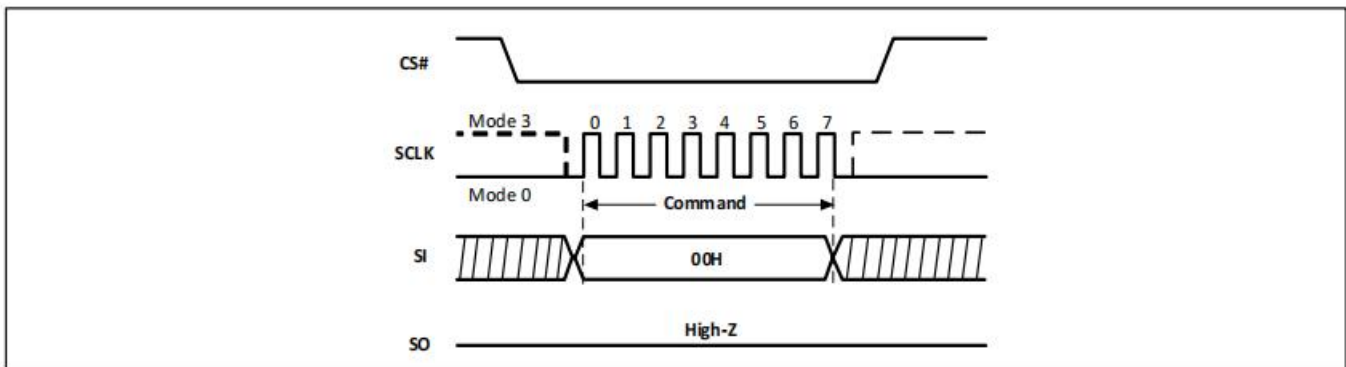 CS#
Mode 3
0 1 2 3 4 5 6 7
SCLK
Mode 0
Command
SI
00H
High-Z
SO